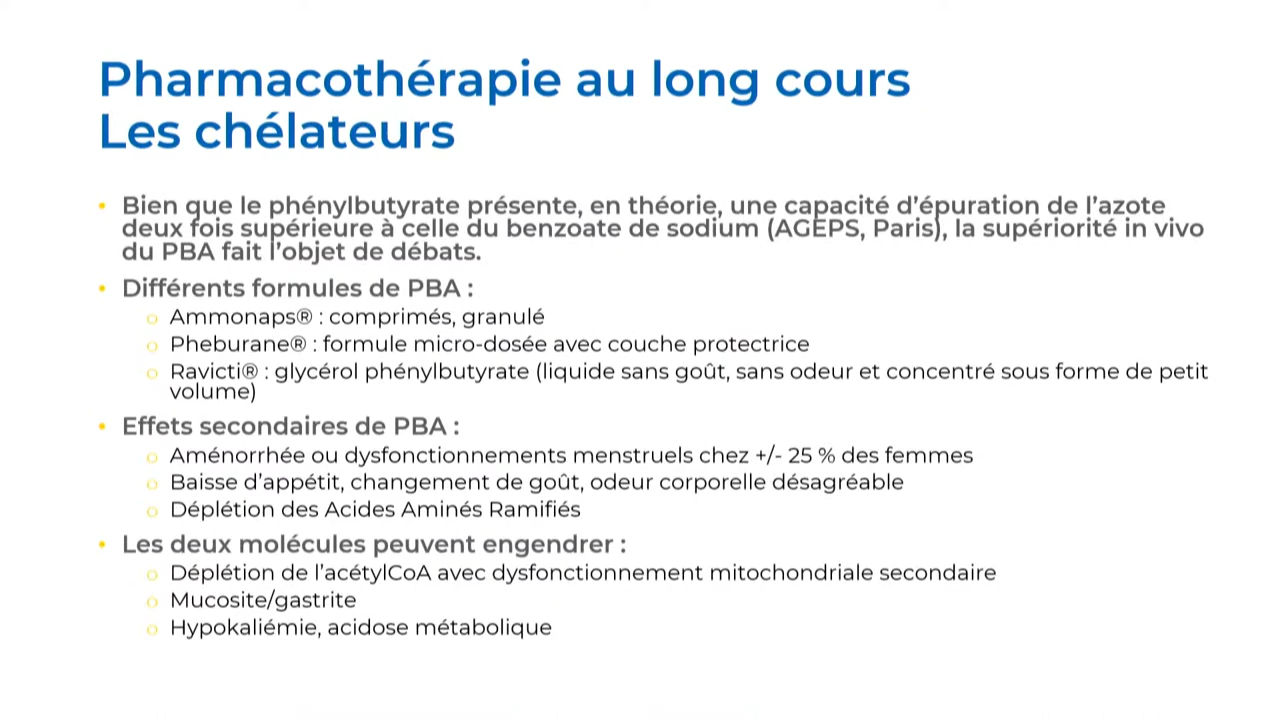 Pharmacothérapie au long cours
Les chélateurs
• Bien que le phénylbutyrate présente, en théorie, une capacité d'épuration de l'azote
deux fois supérieure à celle du benzoate de sodium (AGEPS, Paris), la supériorité in vivo
du PBA fait l'objet de débats.
• Différents formules de PBA :
o Ammonaps® : comprimés, granulé
o Pheburane® : formule micro-dosée avec couche protectrice
o Ravicti® : glycérol phénylbutyrate (liquide sans goût, sans odeur et concentré sous forme de petit
volume)
• Effets secondaires de PBA :
o Aménorrhée ou dysfonctionnements menstruels chez +/- 25 % des femmes
o Baisse d'appétit, changement de goût, odeur corporelle désagréable
o Déplétion des Acides Aminés Ramifiés
• Les deux molécules peuvent engendrer :
o Déplétion de l'acétylCoA avec dysfonctionnement mitochondriale secondaire
o Mucosite/gastrite
o Hypokaliémie, acidose métabolique